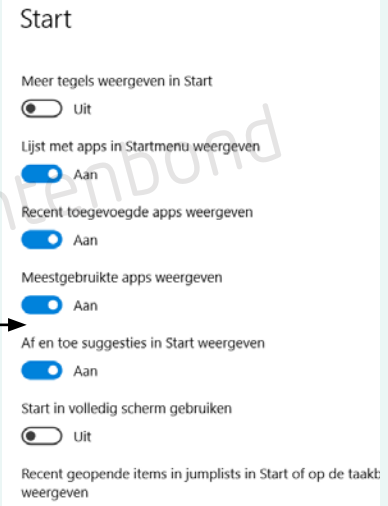 Start
Meer tegels weergeven in Start
Uit
Lijst met apps in Startmenu weergeven
Aan
Recent toegevoegde apps weergeven
Aan
Meestgebruikte apps weergeven
Aan
Af en toe suggesties in Start weergeven
Aan
Start in volledig scherm gebruiken
Uit
Recent geopende items in jumplists in Start of op de taakb
weergeven